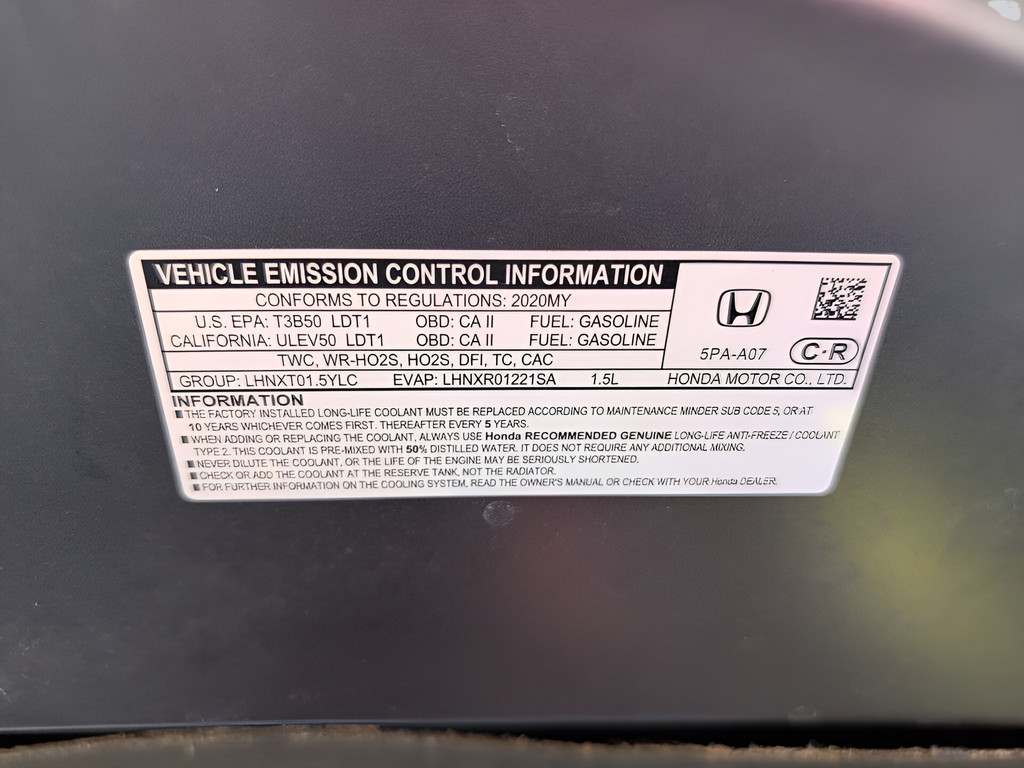 VEHICLE EMISSION CONTROL INFORMATION
CONFORMS TO REGULATIONS: 2020MY
U.S. EPA: T3B50 LDT1 OBD: CA II FUEL: GASOLINE
CALIFORNIA: ULEV50 LDT1 OBD: CA II FUEL: GASOLINE
TWC, WR-HO2S, HO2S, DFI, TC, CAC
5PA-A07 C·R
GROUP: LHNXT01.5YLC EVAP: LHNXR01221SA 1.5L HONDA MOTOR CO., LTD.
INFORMATION
■ THE FACTORY INSTALLED LONG-LIFE COOLANT MUST BE REPLACED ACCORDING TO MAINTENANCE MINDER SUB CODE 5, OR AT
10 YEARS WHICHEVER COMES FIRST. THEREAFTER EVERY 5 YEARS.
■ WHEN ADDING OR REPLACING THE COOLANT, ALWAYS USE Honda RECOMMENDED GENUINE LONG-LIFE ANTI-FREEZE / COOLANT
TYPE 2. THIS COOLANT IS PRE-MIXED WITH 50% DISTILLED WATER. IT DOES NOT REQUIRE ANY ADDITIONAL MIXING.
■ NEVER DILUTE THE COOLANT, OR THE LIFE OF THE ENGINE MAY BE SERIOUSLY SHORTENED.
■ CHECK OR ADD THE COOLANT AT THE RESERVE TANK, NOT THE RADIATOR.
■ FOR FURTHER INFORMATION ON THE COOLING SYSTEM, READ THE OWNER'S MANUAL OR CHECK WITH YOUR Honda DEALER.